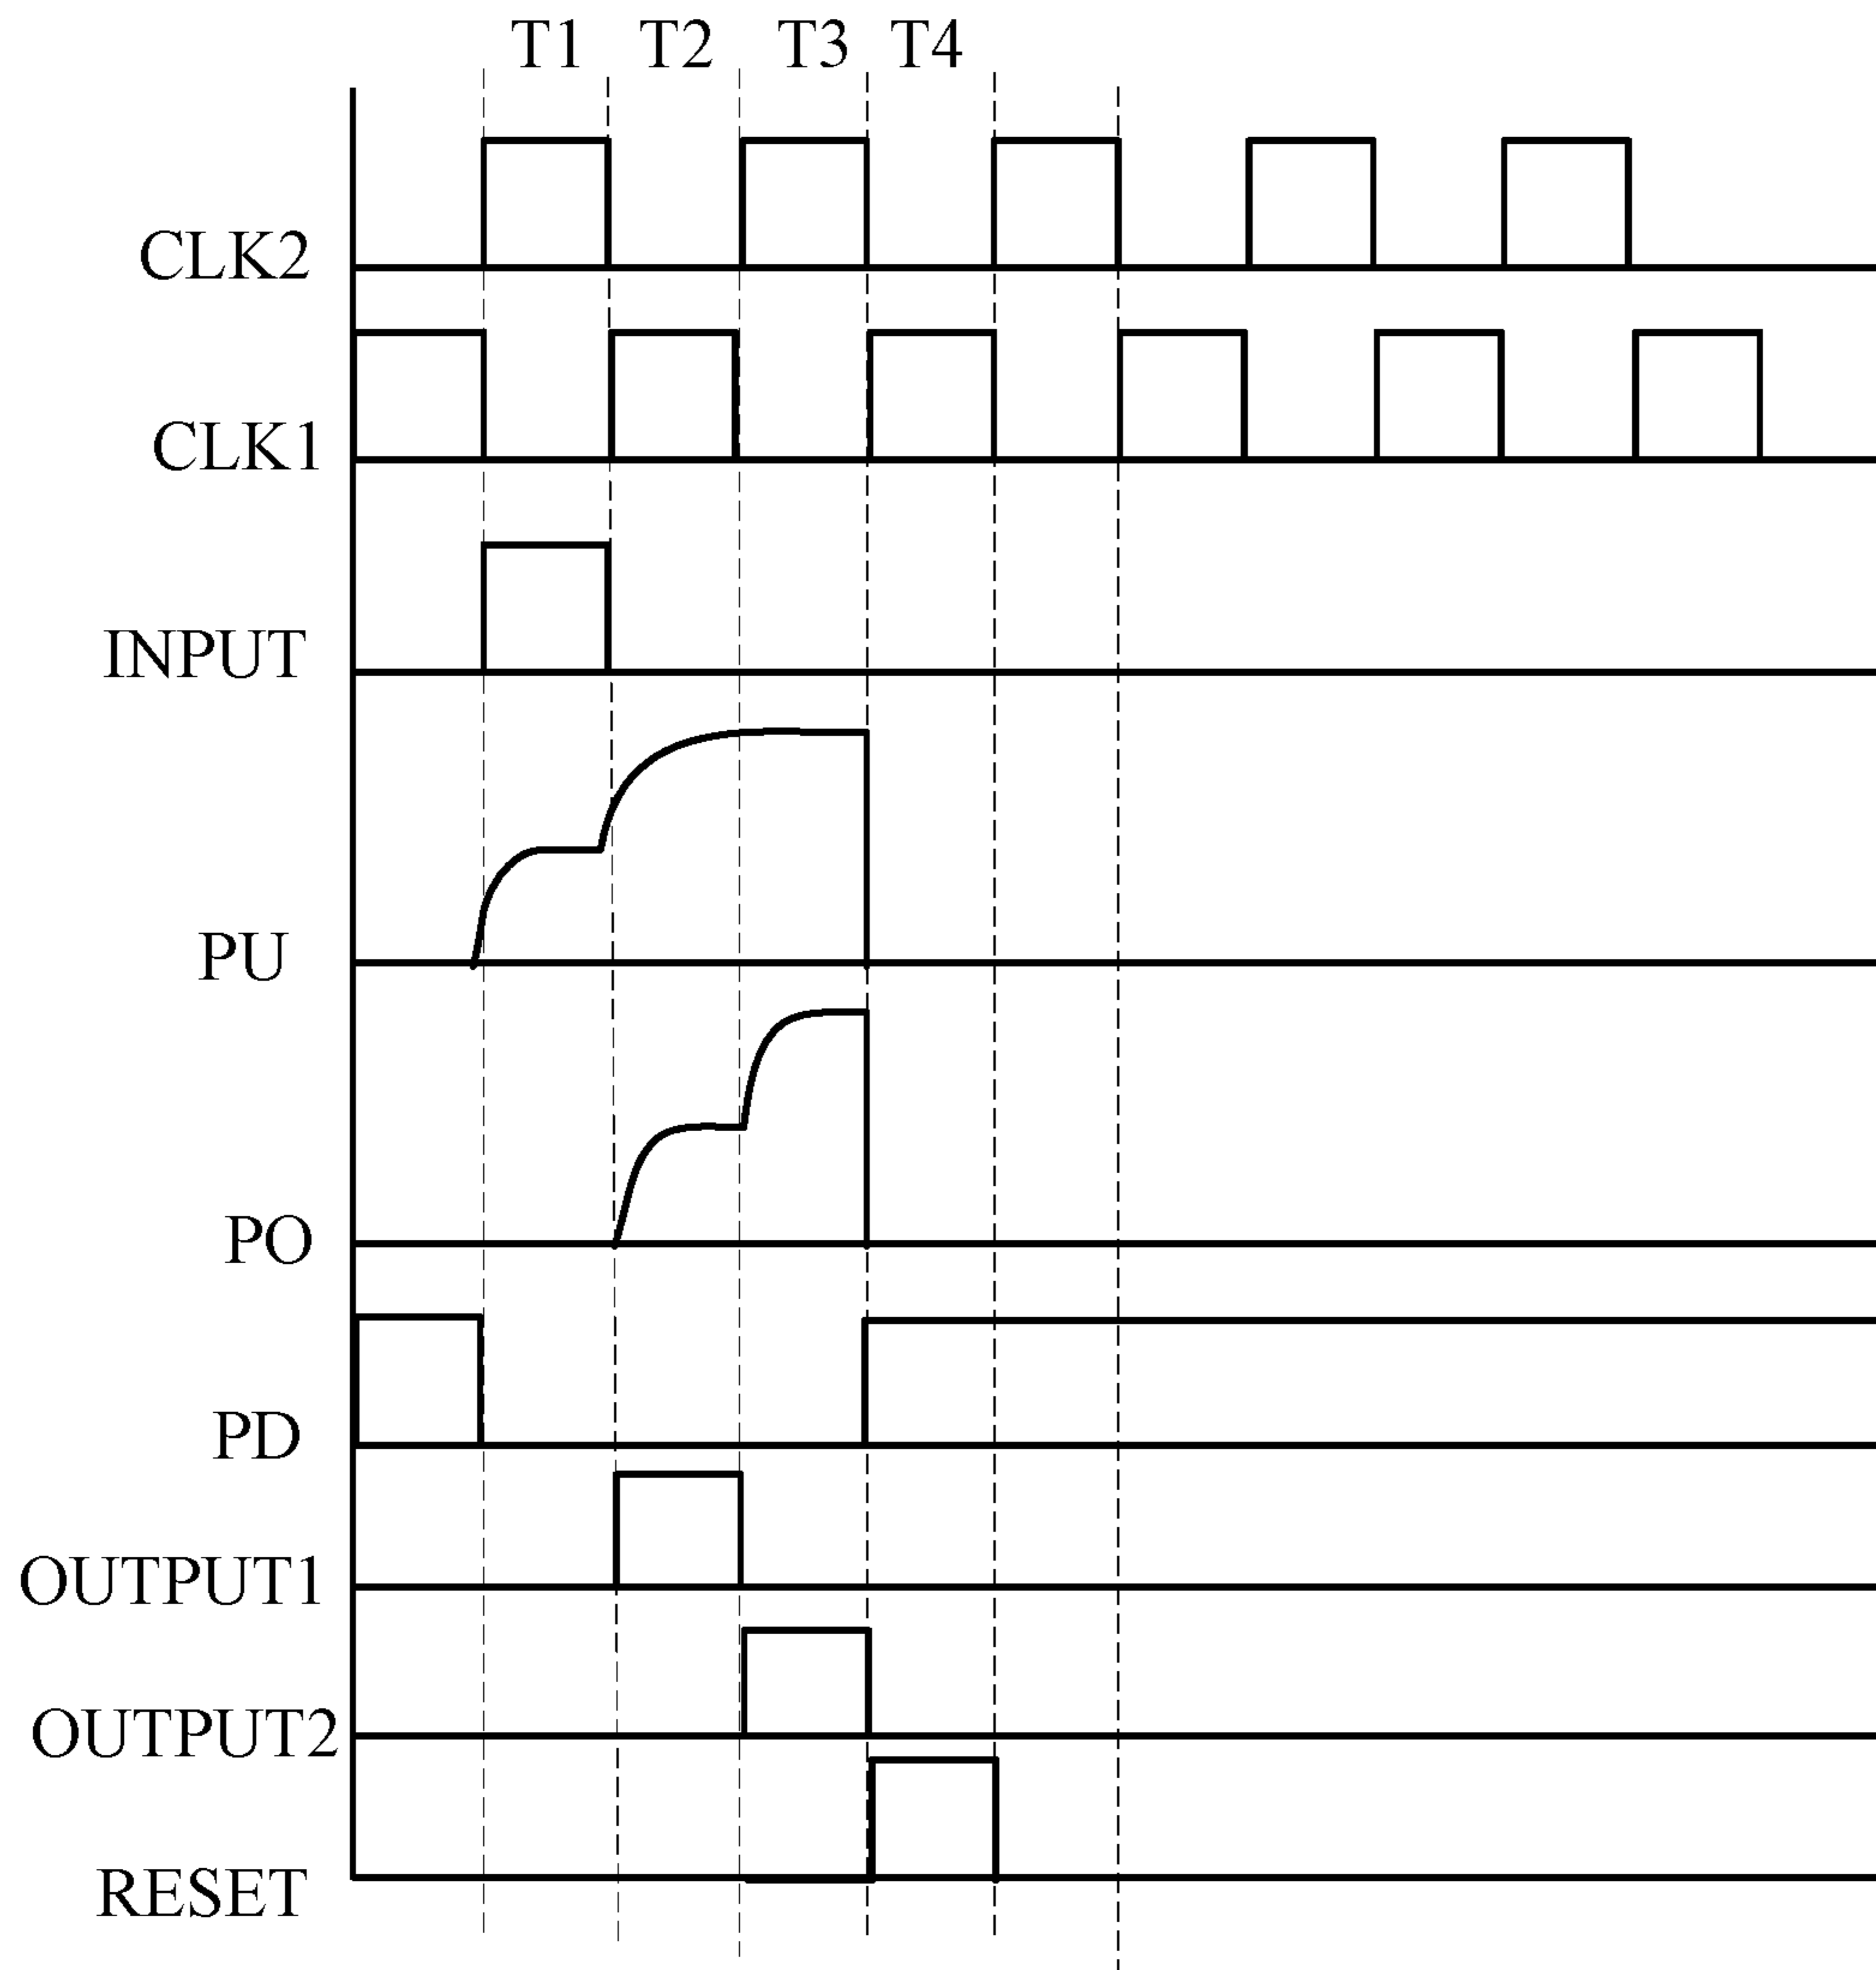 T1 T2 T3 T4
CLK2
CLK1
INPUT
PU
PO
PD
OUTPUT1
OUTPUT2
RESET